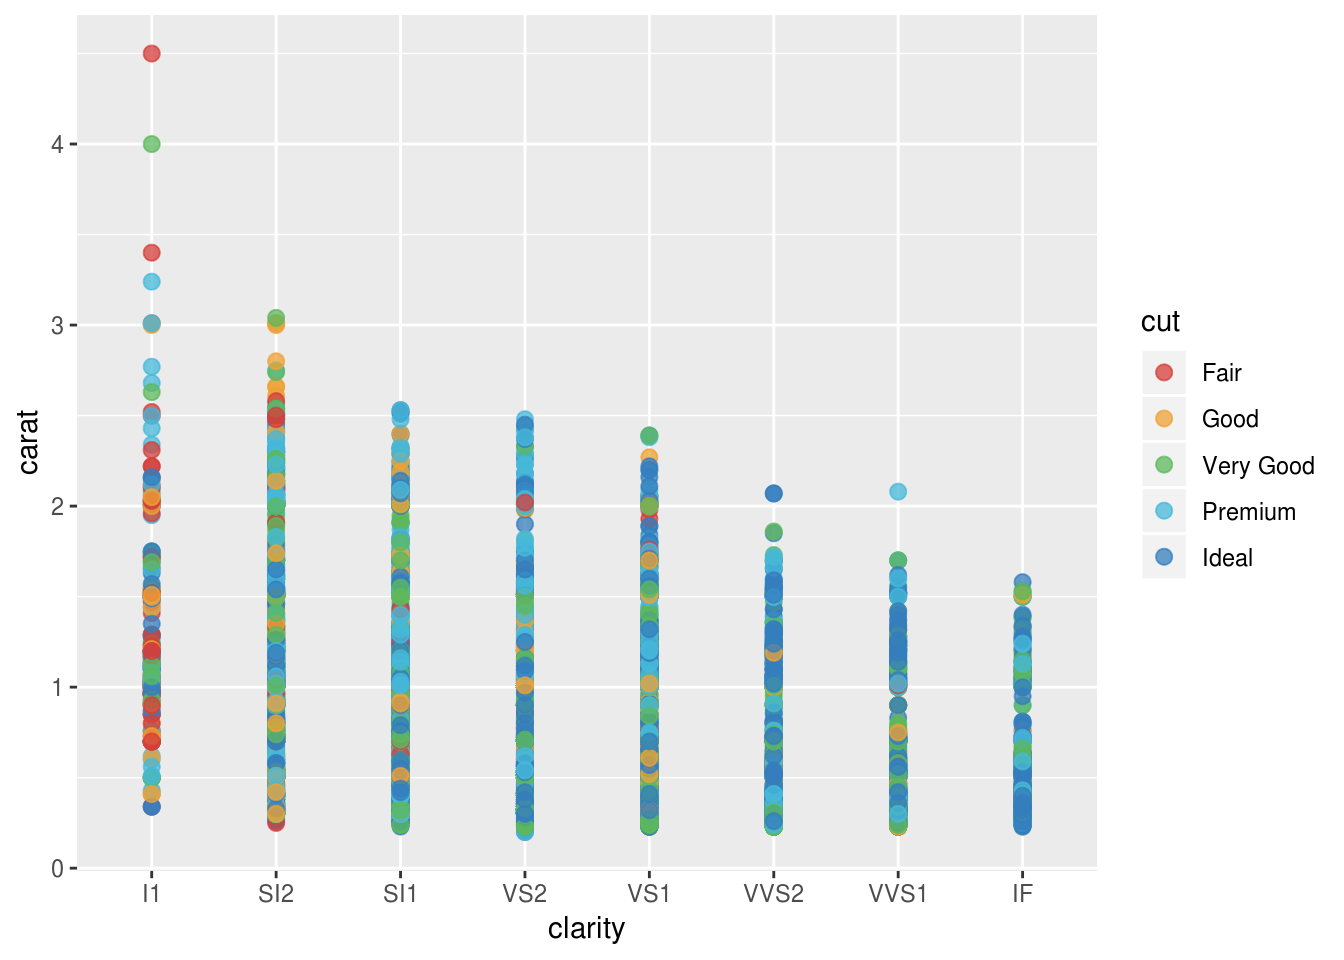 4
3
2
1
0
carat
I1 SI2 SI1 VS2 VS1 VVS2 VVS1 IF
clarity
cut
Fair
Good
Very Good
Premium
Ideal